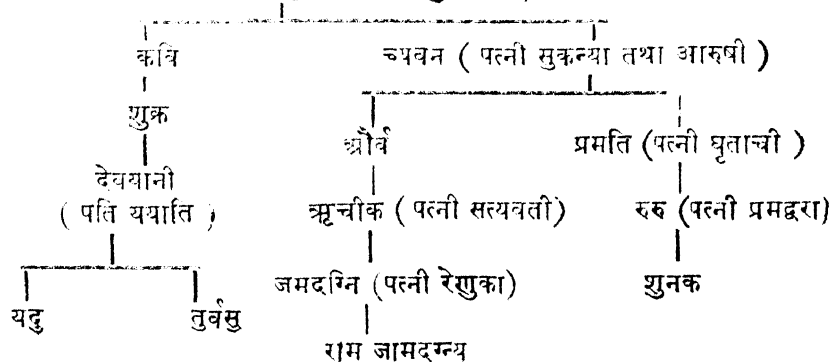 कवि च्यवन ( पत्नी सुकन्या तथा आरुषी )
शुक्र और्व प्रमति (पत्नी घृताची )
देवयानी
( पति ययाति ) ऋचीक ( पत्नी सत्यवती) रुरु (पत्नी प्रमद्वरा)
जमदग्नि (पत्नी रेणुका) शुनक
यदु तुर्वसु
राम जामदग्न्य